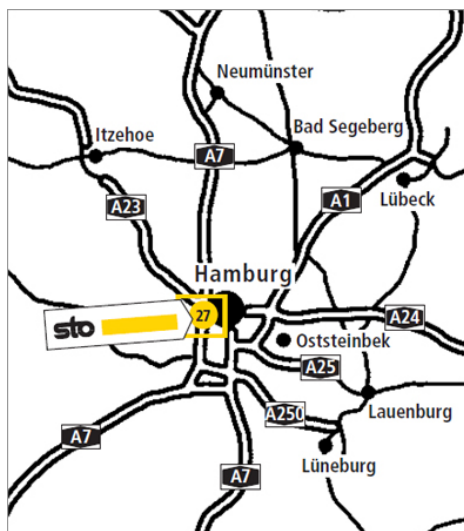 Neumünster
Itzehoe
Bad Segeberg
A7
A23
A1
Lübeck
Hamburg
sto
27
A24
Oststeinbek
A25
A250
Lauenburg
A7
Lüneburg
A7